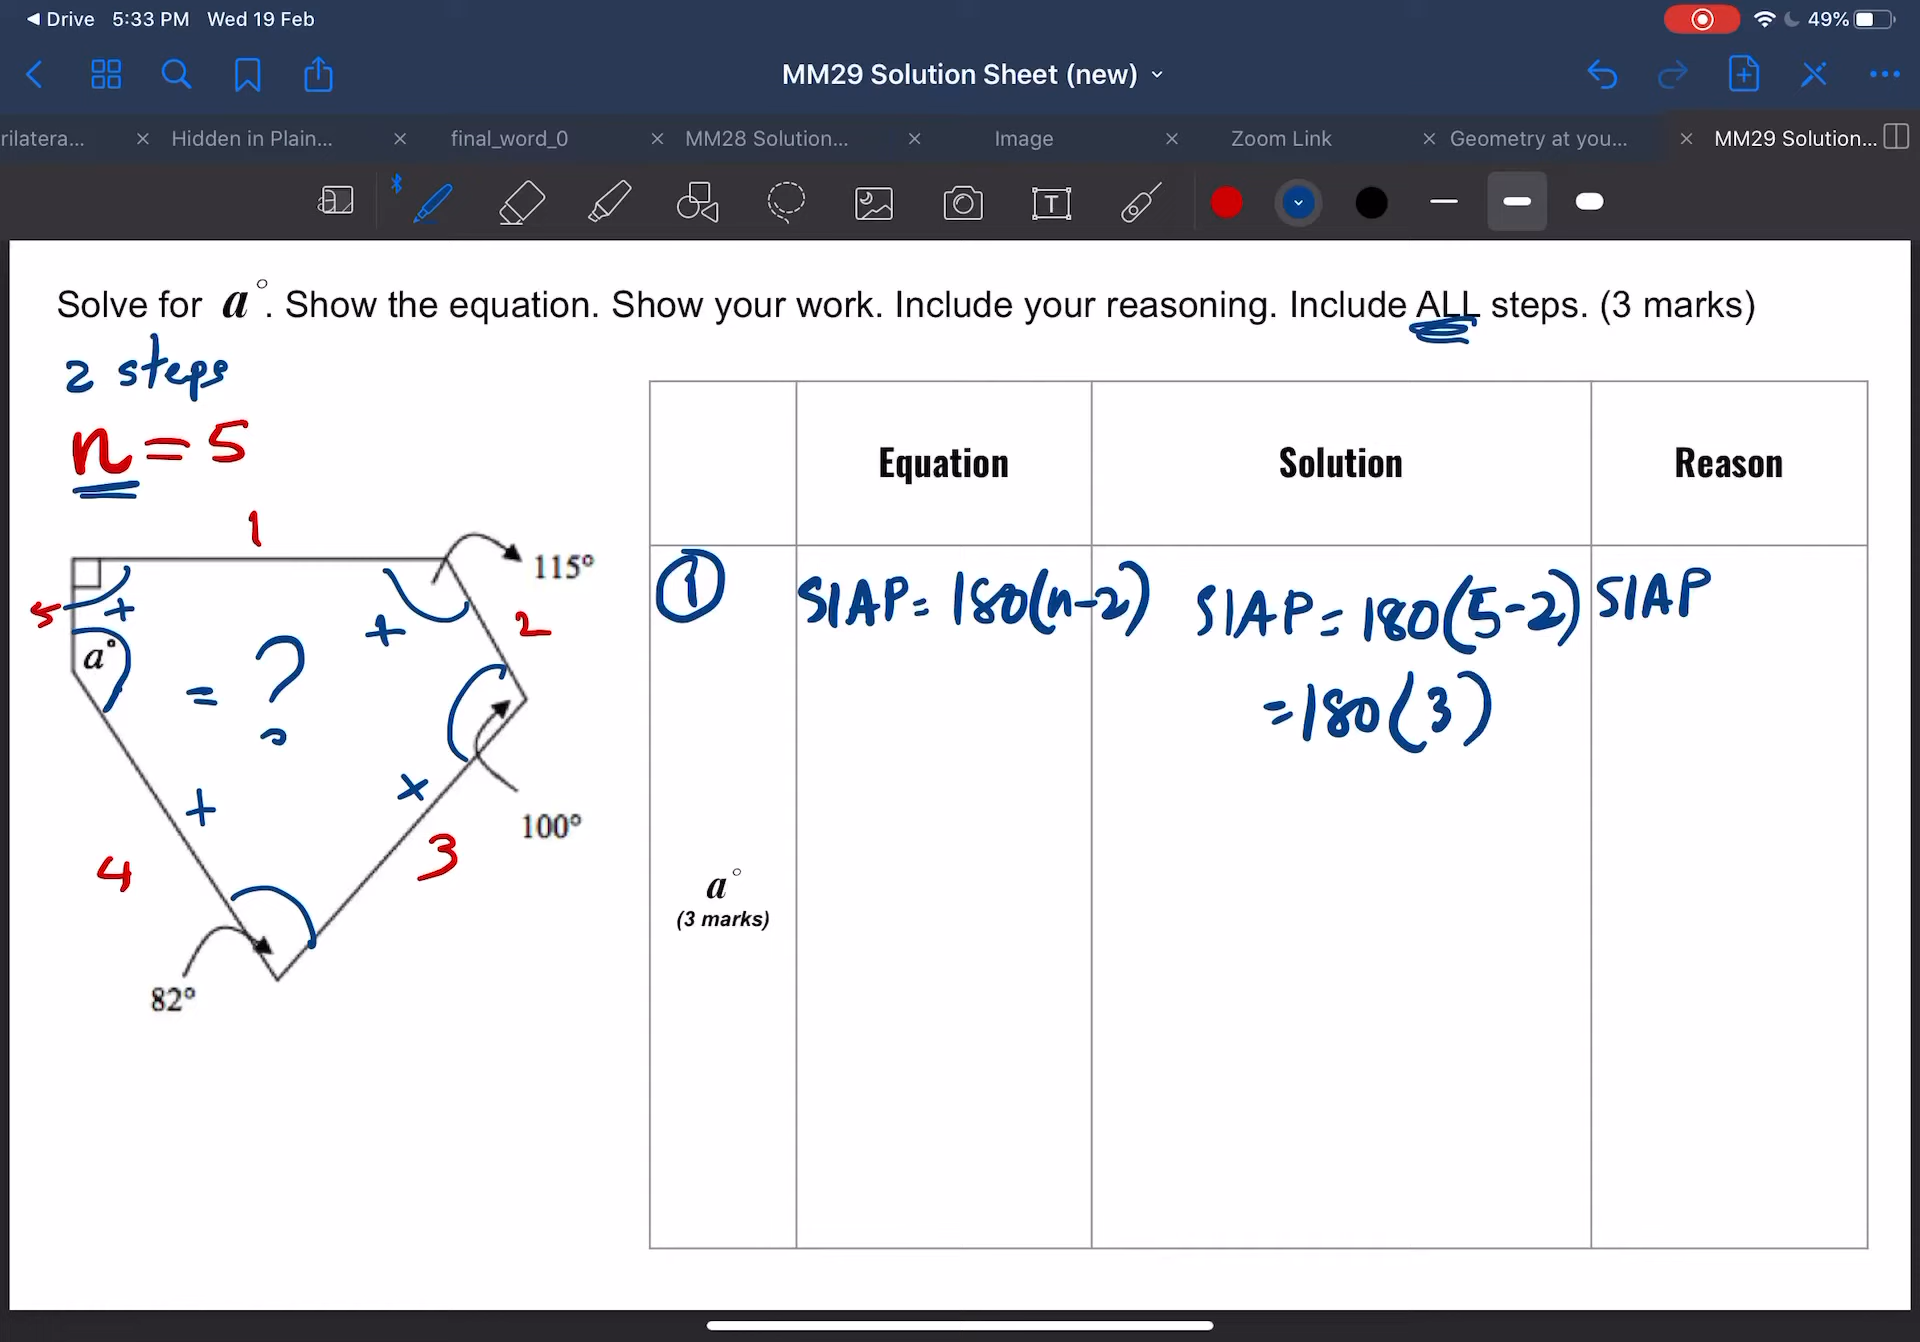 Drive 5:33 PM Wed 19 Feb
49%
MM29 Solution Sheet (new)
rilatera... Hidden in Plain... final_word_0 MM28 Solution... Image Zoom Link Geometry at you... MM29 Solution...
T
Solve for a°. Show the equation. Show your work. Include your reasoning. Include ALL steps. (3 marks)
2 steps
n = 5
Equation Solution Reason
1
115°
5
+
+
2
a°
= ?
+
+
100°
3
4
82°
① SIAP = 180(n-2) SIAP = 180(5-2) SIAP
= 180(3)
a°
(3 marks)